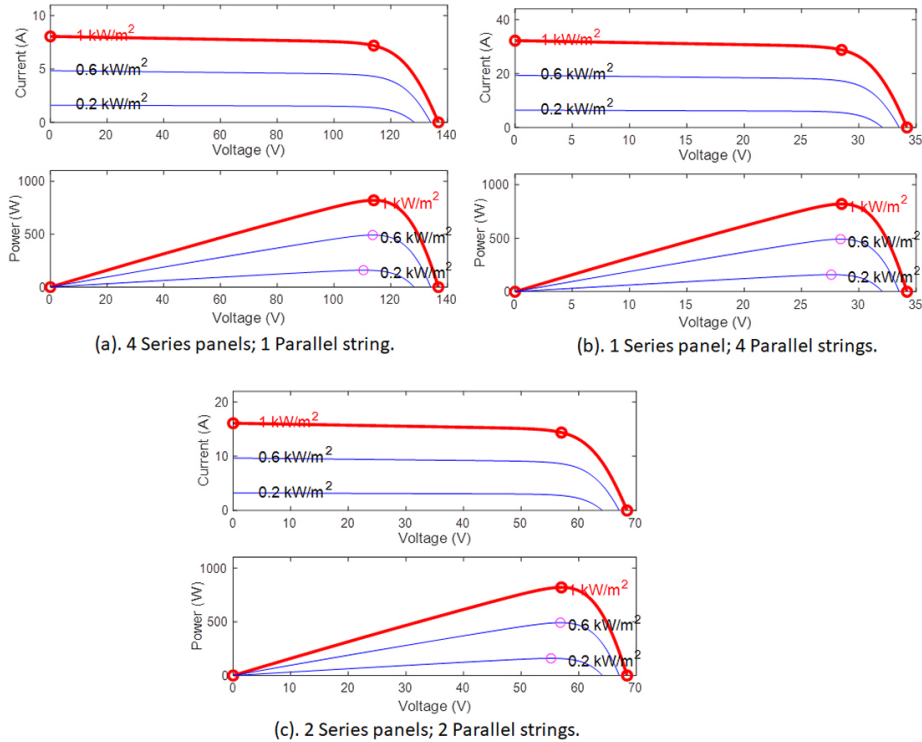 Current (A)
10
5
0
1 kW/m²
0.6 kW/m²
0.2 kW/m²
0 20 40 60 80 100 120 140
Voltage (V)
Power (W)
1000
500
0
1 kW/m²
0.6 kW/m²
0.2 kW/m²
0 20 40 60 80 100 120 140
Voltage (V)
(a). 4 Series panels; 1 Parallel string.
Current (A)
40
20
0
1 kW/m²
0.6 kW/m²
0.2 kW/m²
0 5 10 15 20 25 30 35
Voltage (V)
Power (W)
1000
500
0
1 kW/m²
0.6 kW/m²
0.2 kW/m²
0 5 10 15 20 25 30 35
Voltage (V)
(b). 1 Series panel; 4 Parallel strings.
Current (A)
20
10
0
1 kW/m²
0.6 kW/m²
0.2 kW/m²
0 10 20 30 40 50 60 70
Voltage (V)
Power (W)
1000
500
0
1 kW/m²
0.6 kW/m²
0.2 kW/m²
0 10 20 30 40 50 60 70
Voltage (V)
(c). 2 Series panels; 2 Parallel strings.